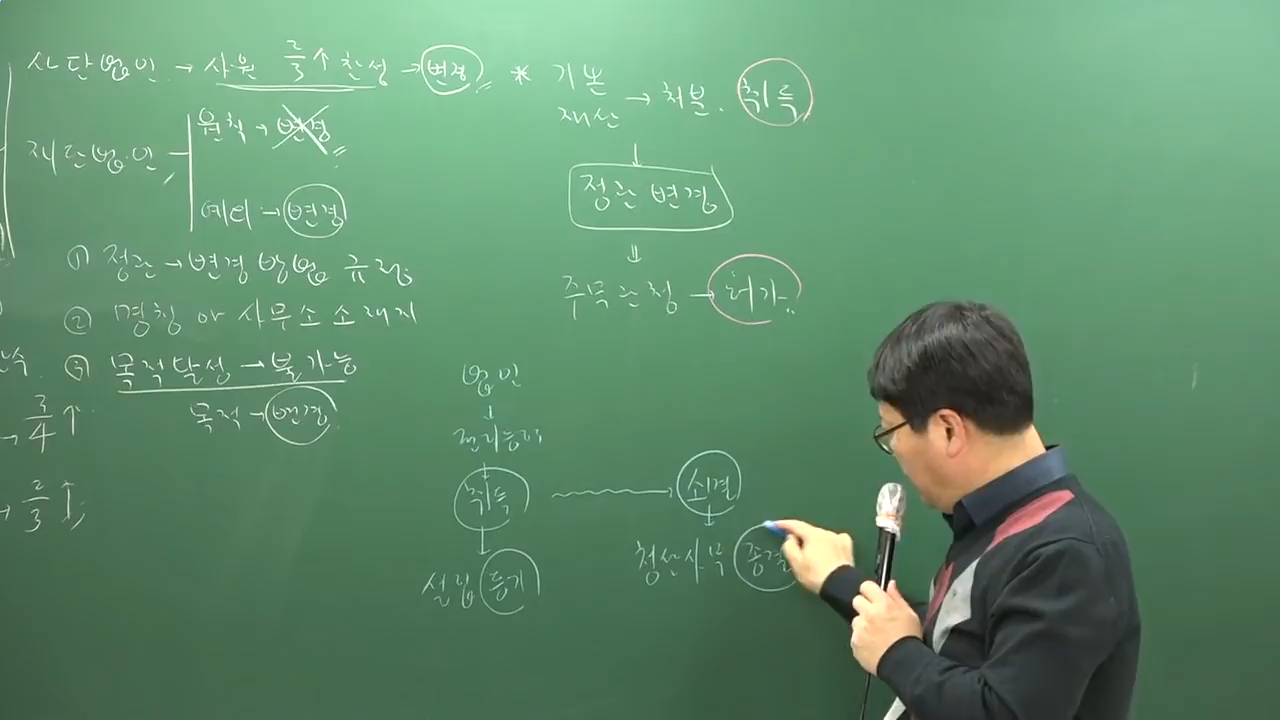 사단법인 → 사원 2/3↑ 찬성 → 변경
재단법인
원칙 → 변경
예외 → 변경
① 정관 → 변경 방법 규정
② 명칭 or 사무소 소재지
③ 목적달성 → 불가능
목적 → 변경
→ 3/4 ↑
→ 2/3 ↑
* 기본
재산 → 처분. 취득
↓
정관 변경
⇓
주무관청 → 허가
법인
↓
권리능력
취득 → 소멸
↓ ↓
설립 등기
청산사무 종결